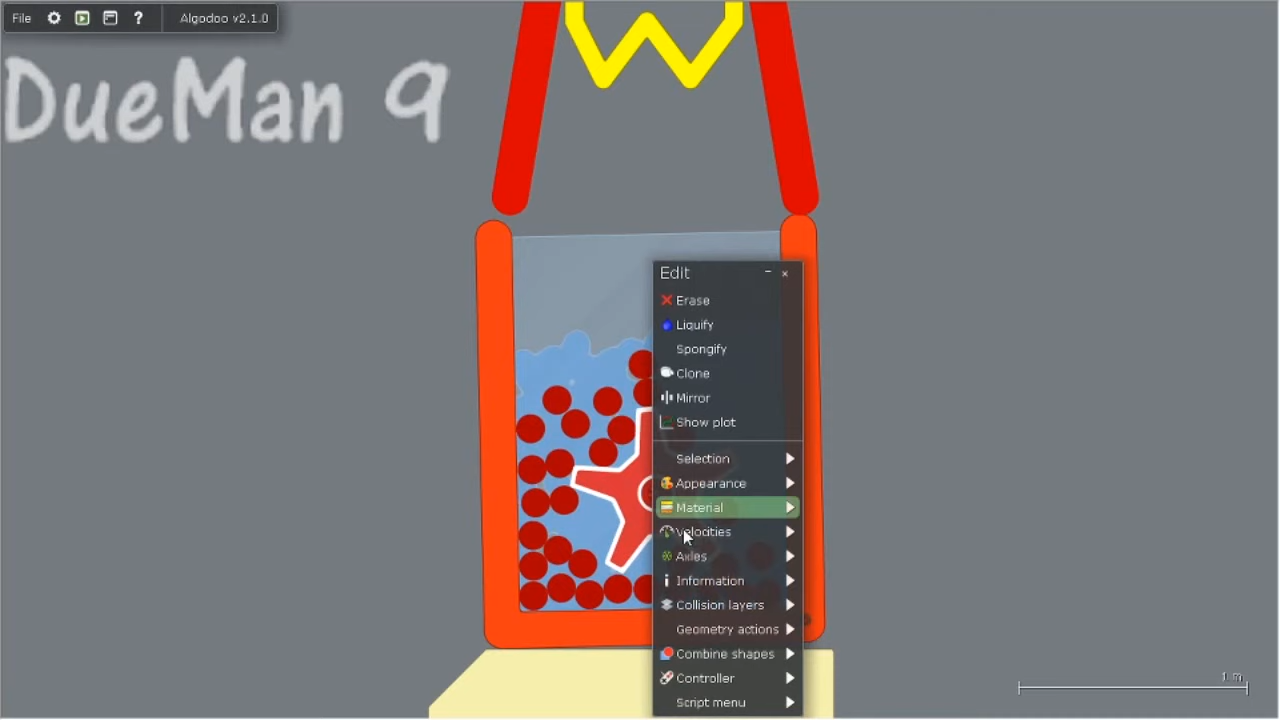 File
?
Algodoo v2.1.0
DueMan 9
Edit
Erase
Liquify
Spongify
Clone
Mirror
Show plot
Selection
Appearance
Material
Velocities
Axles
Information
Collision layers
Geometry actions
Combine shapes
Controller
Script menu
1 m